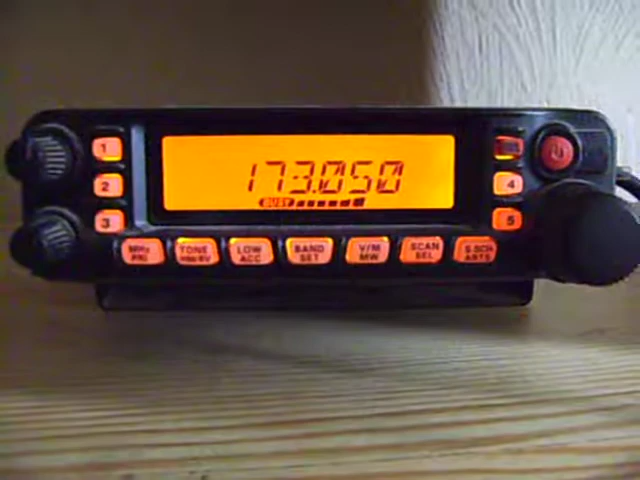 1
173.050
BUSY
2
4
3
5
MHz PRI
TONE
LOW ACC
BAND SET
V/M MW
SCAN SEL
S.SCH ARTS